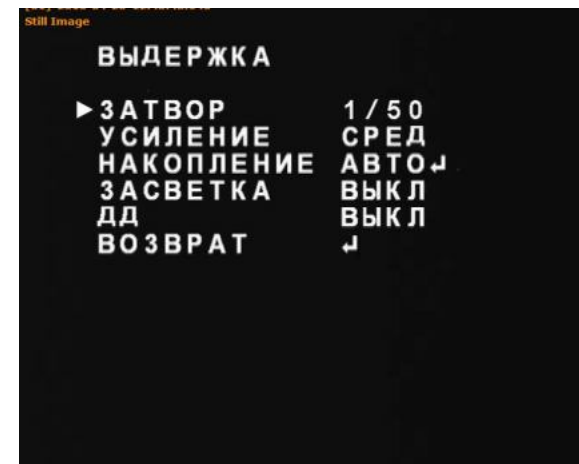 Still Image
ВЫДЕРЖКА
►ЗАТВОР 1/50
УСИЛЕНИЕ СРЕД
НАКОПЛЕНИЕ АВТО↲
ЗАСВЕТКА ВЫКЛ
ДД ВЫКЛ
ВОЗВРАТ ↲